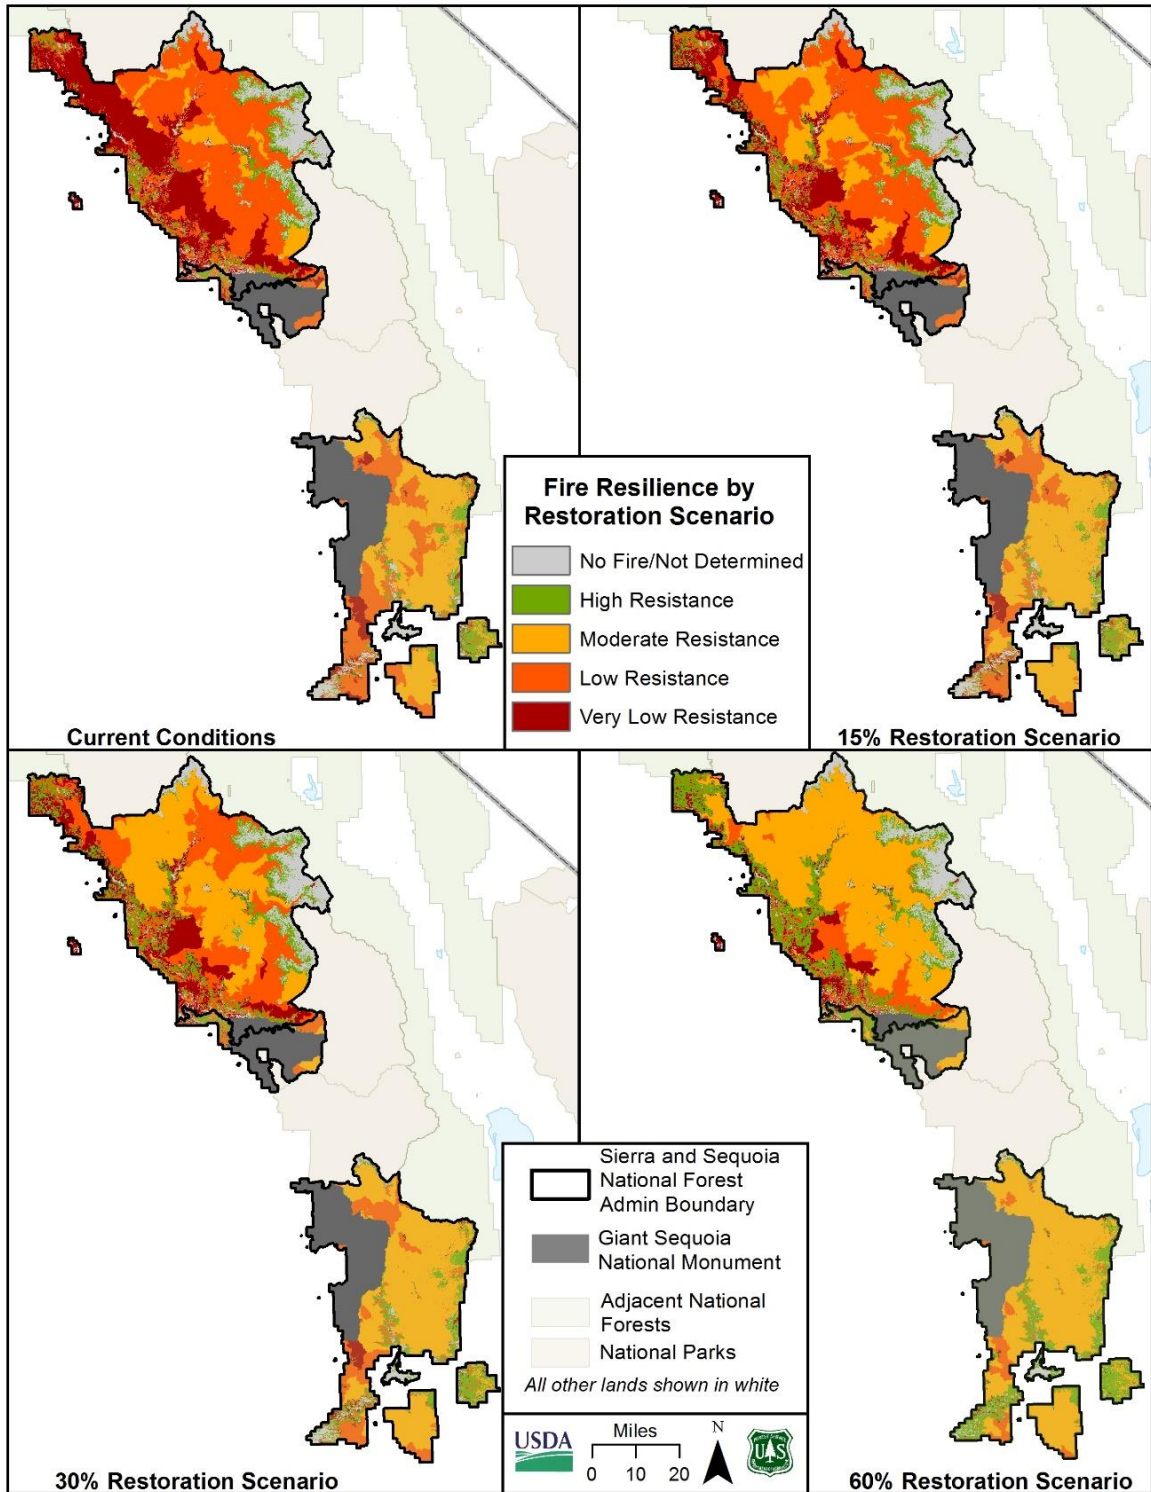 Fire Resilience by
Restoration Scenario
No Fire/Not Determined
High Resistance
Moderate Resistance
Low Resistance
Very Low Resistance
Current Conditions
15% Restoration Scenario
Sierra and Sequoia
National Forest
Admin Boundary
Giant Sequoia
National Monument
Adjacent National
Forests
National Parks
All other lands shown in white
USDA
Miles
0 10 20
N
U S
30% Restoration Scenario
60% Restoration Scenario